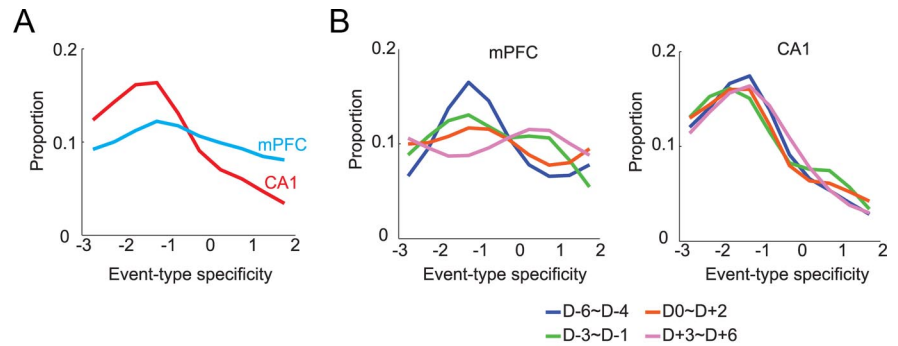 A
B
mPFC
CA1
0.2
0.1
0
Proportion
mPFC
CA1
-3 -2 -1 0 1 2
Event-type specificity
0.2
0.1
0
Proportion
-3 -2 -1 0 1 2
Event-type specificity
0.2
0.1
0
Proportion
-3 -2 -1 0 1 2
Event-type specificity
D-6~D-4 D0~D+2
D-3~D-1 D+3~D+6